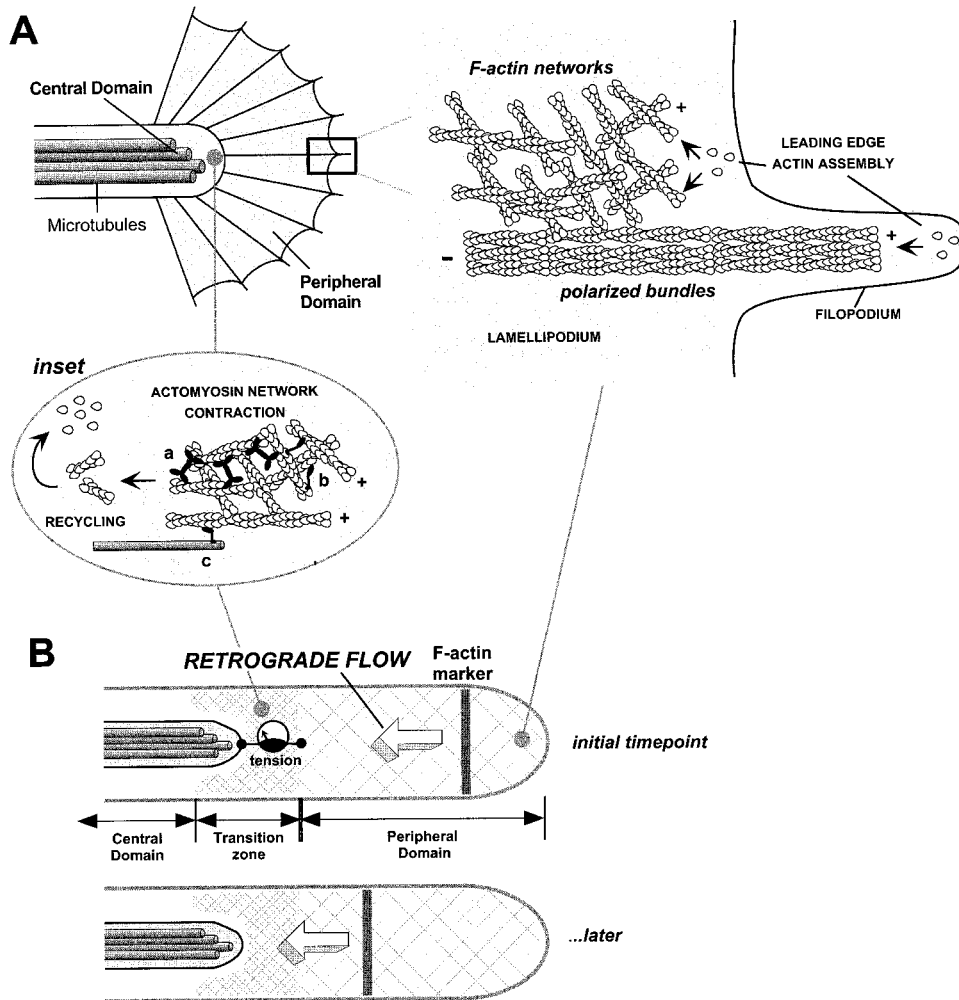 A
Central Domain
Microtubules
Peripheral
Domain
F-actin networks
+
+
-
LEADING EDGE
ACTIN ASSEMBLY
polarized bundles
FILOPODIUM
LAMELLIPODIUM
inset
ACTOMYOSIN NETWORK
CONTRACTION
a
b
+
+
RECYCLING
c
B
RETROGRADE FLOW
F-actin
marker
tension
initial timepoint
Central
Domain
Transition
zone
Peripheral
Domain
...later